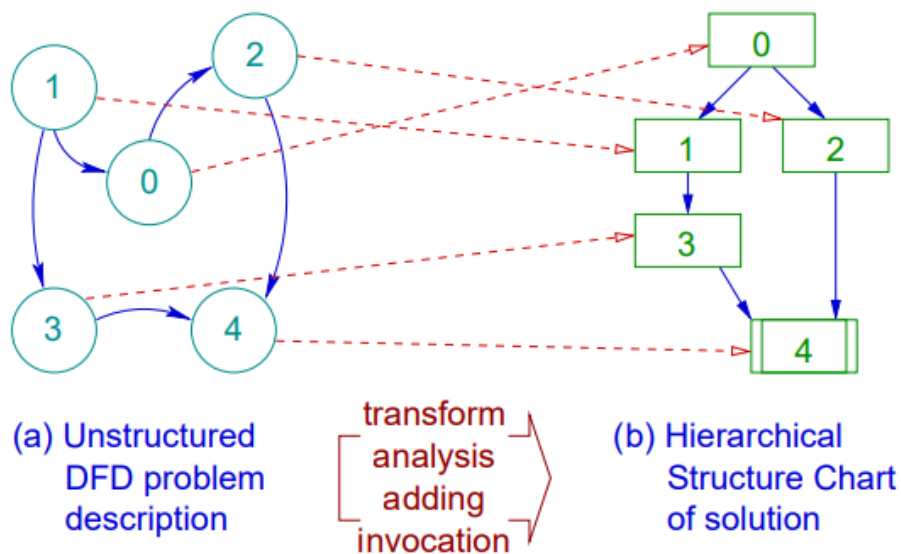 1
2
0
3
4
0
1
2
3
4
(a) Unstructured
DFD problem
description
transform
analysis
adding
invocation
(b) Hierarchical
Structure Chart
of solution